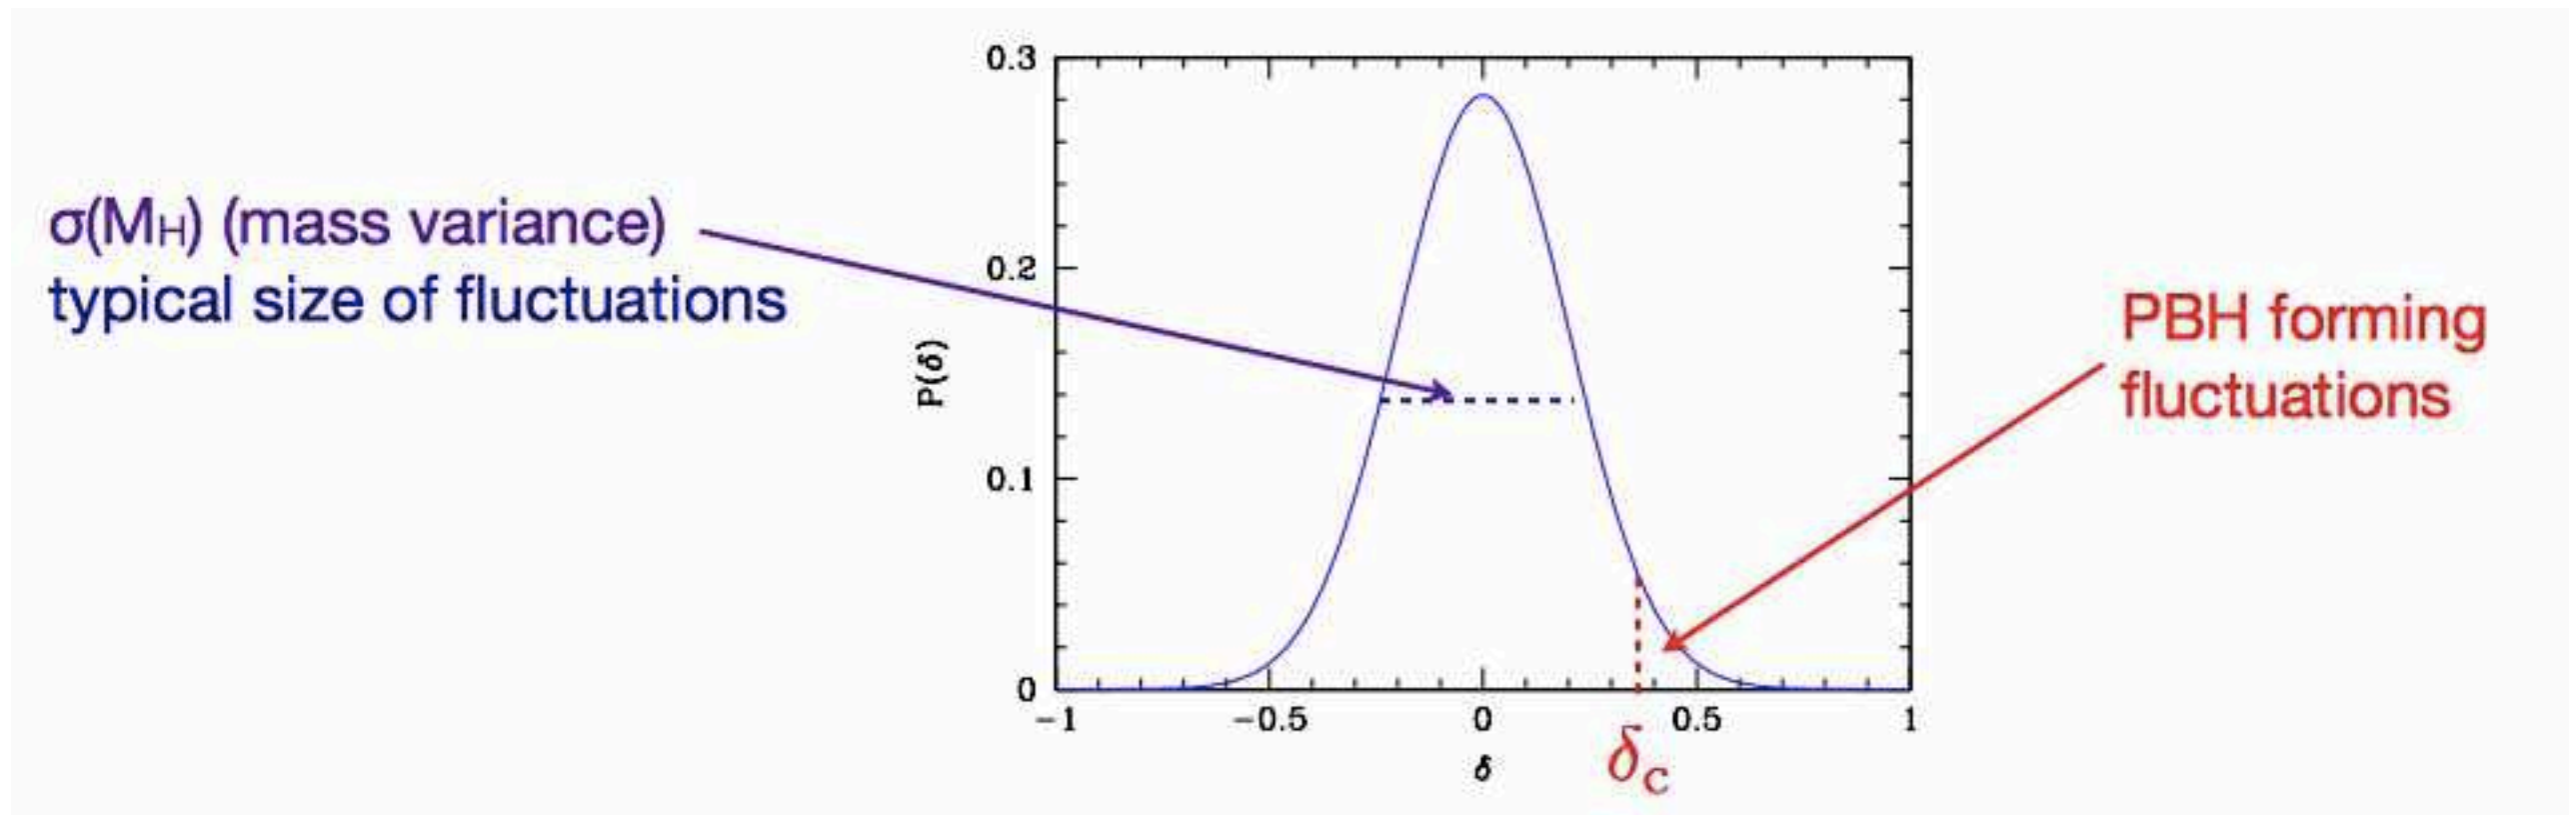 σ(MH) (mass variance)
typical size of fluctuations
0.3
0.2
0.1
0
P(δ)
−1
−0.5
0
0.5
1
δ
δc
PBH forming
fluctuations